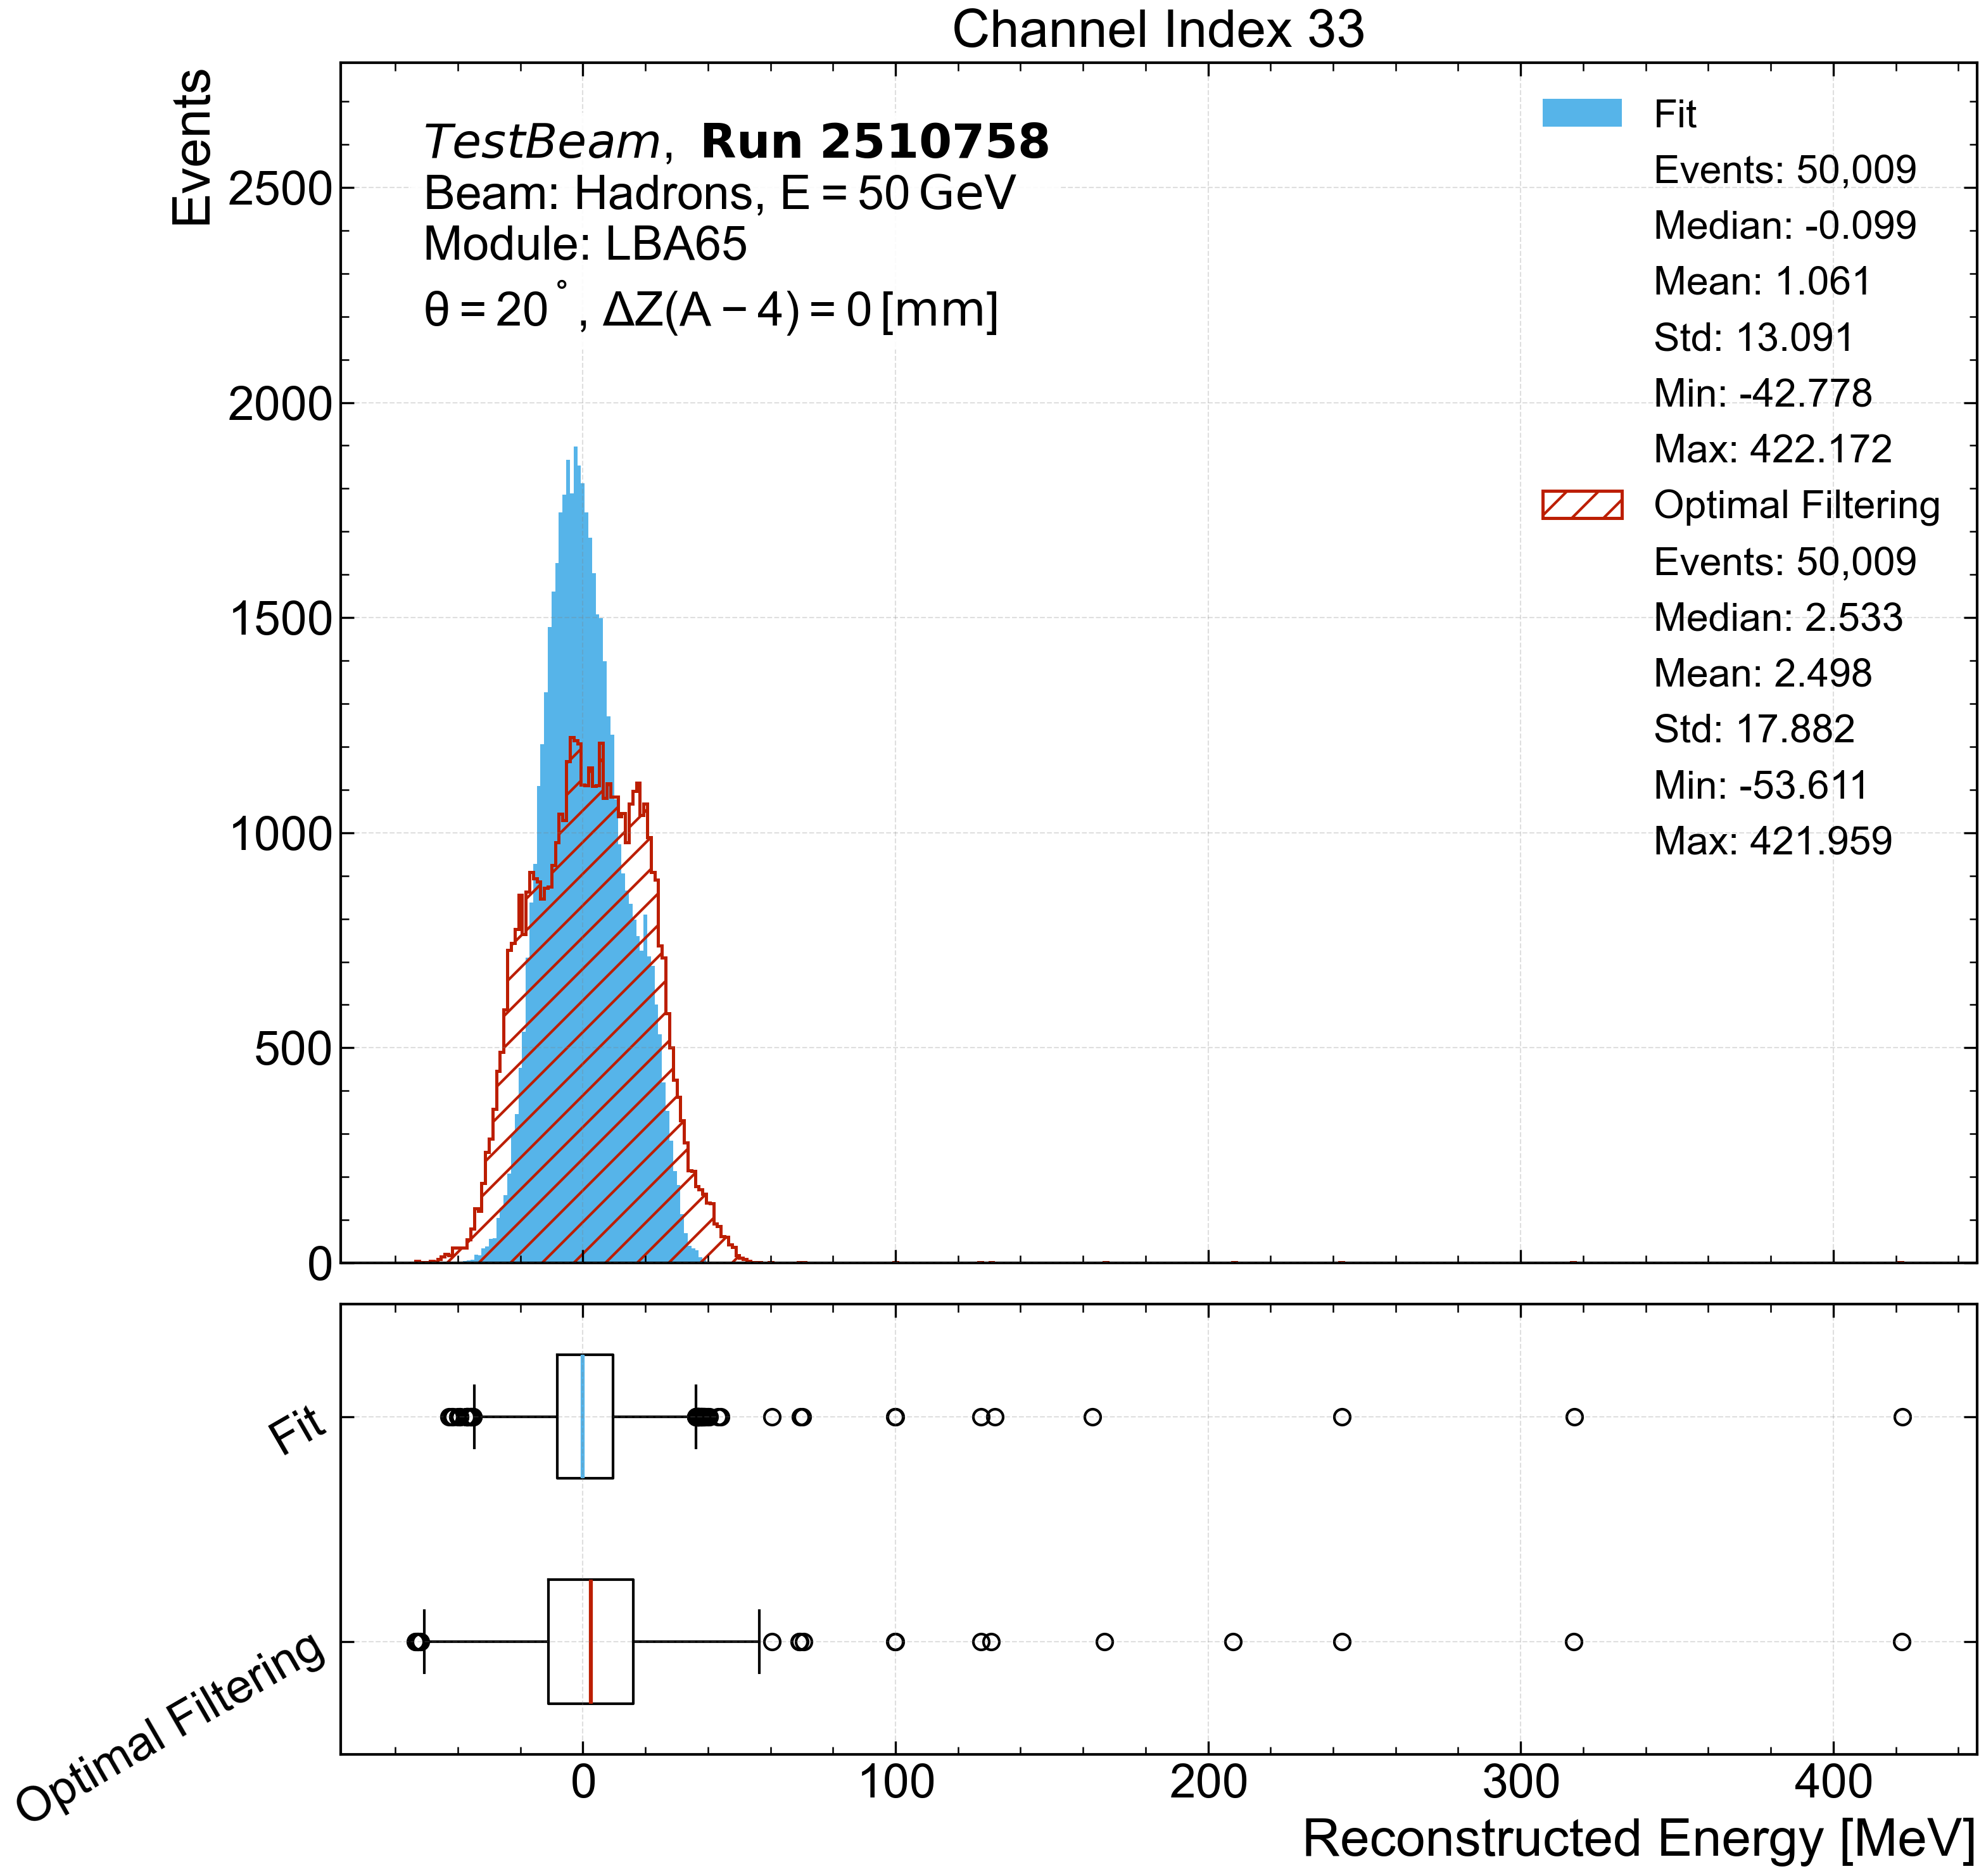 Channel Index 33
Events
TestBeam, Run 2510758
Beam: Hadrons, E = 50 GeV
Module: LBA65
θ = 20°, ΔZ(A − 4) = 0 [mm]
Fit
Events: 50,009
Median: -0.099
Mean: 1.061
Std: 13.091
Min: -42.778
Max: 422.172
Optimal Filtering
Events: 50,009
Median: 2.533
Mean: 2.498
Std: 17.882
Min: -53.611
Max: 421.959
2500
2000
1500
1000
500
0
Fit
Optimal Filtering
0 100 200 300 400
Reconstructed Energy [MeV]